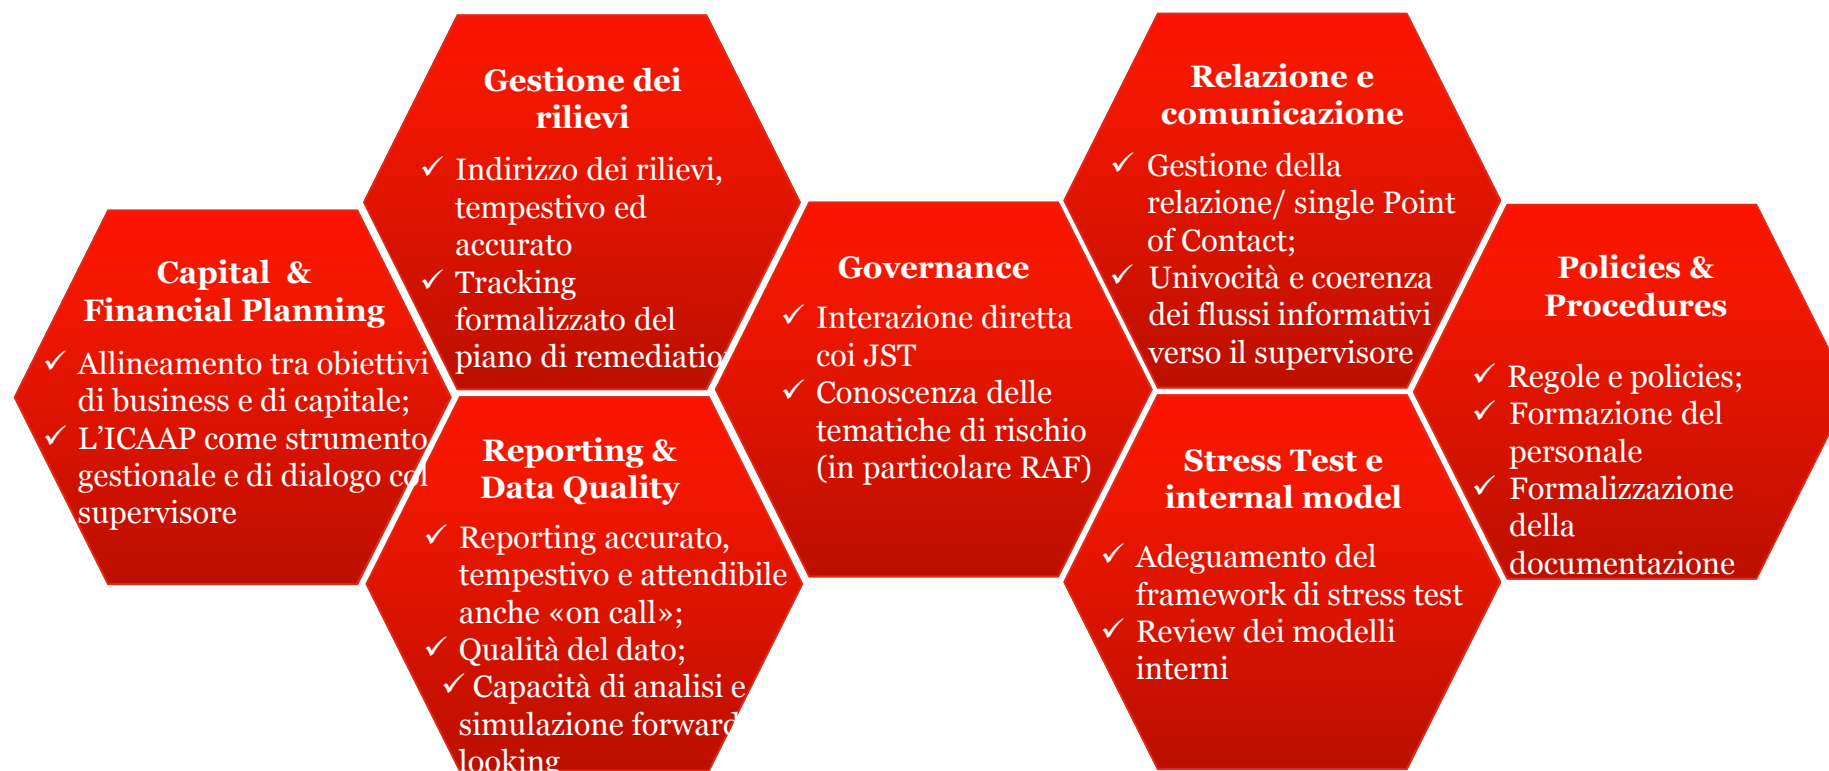 Capital &
Financial Planning
✓ Allineamento tra obiettivi
di business e di capitale;
✓ L'ICAAP come strumento
gestionale e di dialogo col
supervisore
Gestione dei
rilievi
✓ Indirizzo dei rilievi,
tempestivo ed
accurato
✓ Tracking
formalizzato del
piano di remediatio
Reporting &
Data Quality
✓ Reporting accurato,
tempestivo e attendibile
anche «on call»;
✓ Qualità del dato;
✓ Capacità di analisi e
simulazione forward
looking
Governance
✓ Interazione diretta
coi JST
✓ Conoscenza delle
tematiche di rischio
(in particolare RAF)
Relazione e
comunicazione
✓ Gestione della
relazione/ single Point
of Contact;
✓ Univocità e coerenza
dei flussi informativi
verso il supervisore
Stress Test e
internal model
✓ Adeguamento del
framework di stress test
✓ Review dei modelli
interni
Policies &
Procedures
✓ Regole e policies;
✓ Formazione del
personale
✓ Formalizzazione
della
documentazione